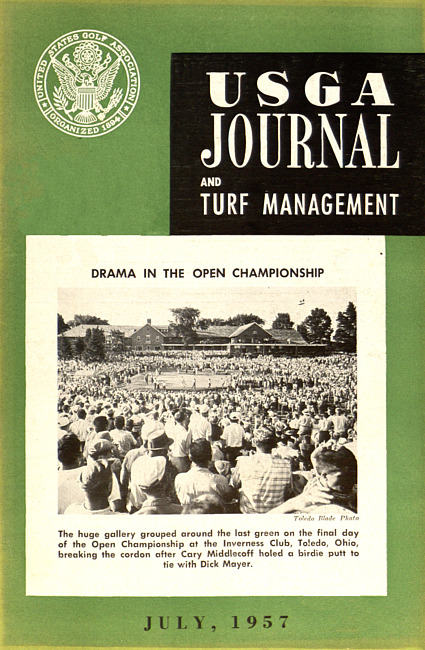 UNITED STATES GOLF ASSOCIATION
ORGANIZED 1894
USGA
JOURNAL
AND
TURF MANAGEMENT
DRAMA IN THE OPEN CHAMPIONSHIP
Toledo Blade Photo
The huge gallery grouped around the last green on the final day
of the Open Championship at the Inverness Club, Toledo, Ohio,
breaking the cordon after Cary Middlecoff holed a birdie putt to
tie with Dick Mayer.
JULY, 1957